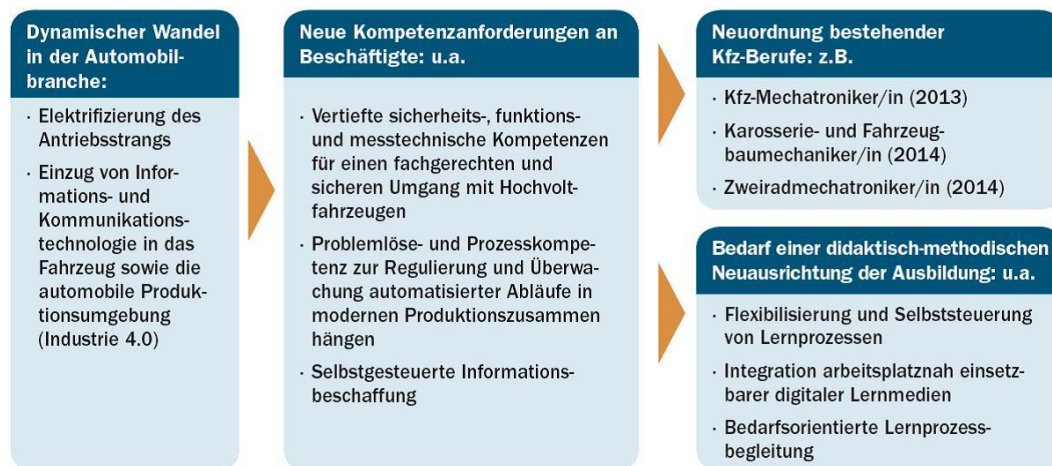 Dynamischer Wandel
in der Automobil-
branche:
· Elektrifizierung des
Antriebsstrangs
· Einzug von Infor-
mations- und
Kommunikations-
technologie in das
Fahrzeug sowie die
automobile Produk-
tionsumgebung
(Industrie 4.0)
Neue Kompetenzanforderungen an
Beschäftigte: u.a.
· Vertiefte sicherheits-, funktions-
und messtechnische Kompetenzen
für einen fachgerechten und
sicheren Umgang mit Hochvolt-
fahrzeugen
· Problemlöse- und Prozesskompe-
tenz zur Regulierung und Überwa-
chung automatisierter Abläufe in
modernen Produktionszusammen
hängen
· Selbstgesteuerte Informations-
beschaffung
Neuordnung bestehender
Kfz-Berufe: z.B.
· Kfz-Mechatroniker/in (2013)
· Karosserie- und Fahrzeug-
baumechaniker/in (2014)
· Zweiradmechatroniker/in (2014)
Bedarf einer didaktisch-methodischen
Neuausrichtung der Ausbildung: u.a.
· Flexibilisierung und Selbststeuerung
von Lernprozessen
· Integration arbeitsplatznah einsetz-
barer digitaler Lernmedien
· Bedarfsorientierte Lernprozess-
begleitung